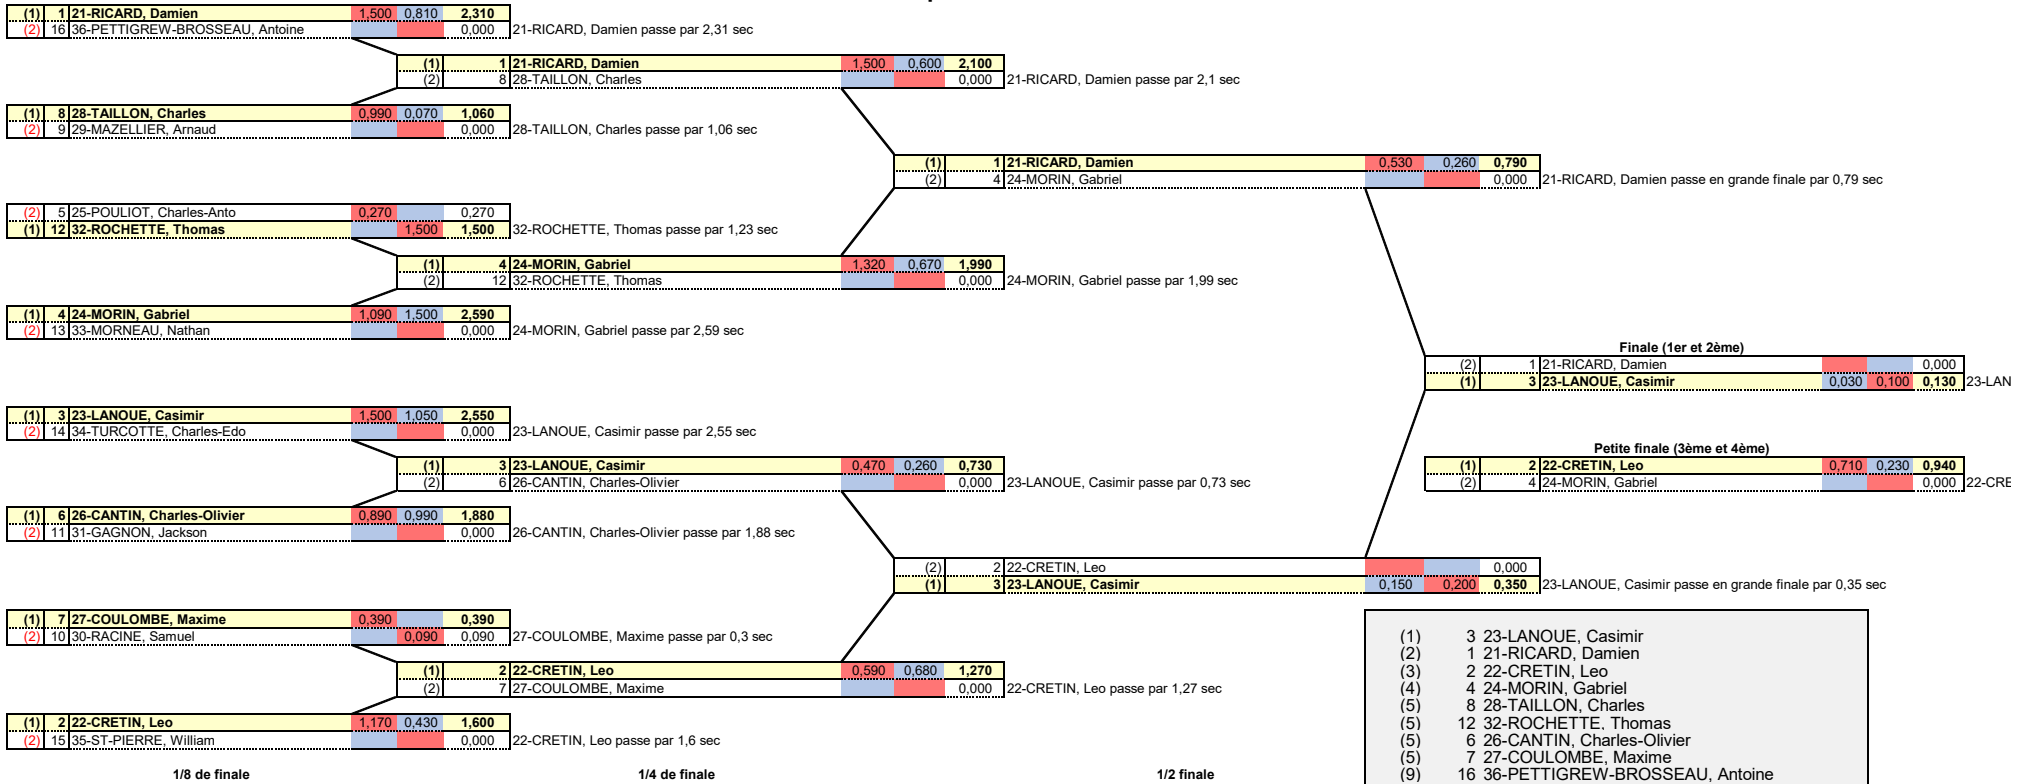 (1) 1 21-RICARD, Damien 1,500 0,810 2,310
(2) 16 36-PETTIGREW-BROSSEAU, Antoine 0,000 21-RICARD, Damien passe par 2,31 sec
(1) 1 21-RICARD, Damien 1,500 0,600 2,100
(2) 8 28-TAILLON, Charles 0,000 21-RICARD, Damien passe par 2,1 sec
(1) 8 28-TAILLON, Charles 0,990 0,070 1,060
(2) 9 29-MAZELLIER, Arnaud 0,000 28-TAILLON, Charles passe par 1,06 sec
(1) 1 21-RICARD, Damien 0,530 0,260 0,790
(2) 4 24-MORIN, Gabriel 0,000 21-RICARD, Damien passe en grande finale par 0,79 sec
(2) 5 25-POULIOT, Charles-Anto 0,270 0,270
(1) 12 32-ROCHETTE, Thomas 1,500 1,500 32-ROCHETTE, Thomas passe par 1,23 sec
(1) 4 24-MORIN, Gabriel 1,320 0,670 1,990
(2) 12 32-ROCHETTE, Thomas 0,000 24-MORIN, Gabriel passe par 1,99 sec
(1) 4 24-MORIN, Gabriel 1,090 1,500 2,590
(2) 13 33-MORNEAU, Nathan 0,000 24-MORIN, Gabriel passe par 2,59 sec
Finale (1er et 2ème)
(2) 1 21-RICARD, Damien 0,000
(1) 3 23-LANOUE, Casimir 0,030 0,100 0,130 23-LAN
(1) 3 23-LANOUE, Casimir 1,500 1,050 2,550
(2) 14 34-TURCOTTE, Charles-Edo 0,000 23-LANOUE, Casimir passe par 2,55 sec
Petite finale (3ème et 4ème)
(1) 3 23-LANOUE, Casimir 0,470 0,260 0,730
(2) 6 26-CANTIN, Charles-Olivier 0,000 23-LANOUE, Casimir passe par 0,73 sec
(1) 2 22-CRETIN, Leo 0,710 0,230 0,940
(2) 4 24-MORIN, Gabriel 0,000 22-CRE
(1) 6 26-CANTIN, Charles-Olivier 0,890 0,990 1,880
(2) 11 31-GAGNON, Jackson 0,000 26-CANTIN, Charles-Olivier passe par 1,88 sec
(2) 2 22-CRETIN, Leo 0,000
(1) 3 23-LANOUE, Casimir 0,150 0,200 0,350 23-LANOUE, Casimir passe en grande finale par 0,35 sec
(1) 7 27-COULOMBE, Maxime 0,390 0,390
(2) 10 30-RACINE, Samuel 0,090 0,090 27-COULOMBE, Maxime passe par 0,3 sec
(1) 2 22-CRETIN, Leo 0,590 0,680 1,270
(2) 7 27-COULOMBE, Maxime 0,000 22-CRETIN, Leo passe par 1,27 sec
(1) 2 22-CRETIN, Leo 1,170 0,430 1,600
(2) 15 35-ST-PIERRE, William 0,000 22-CRETIN, Leo passe par 1,6 sec
(1) 3 23-LANOUE, Casimir
(2) 1 21-RICARD, Damien
(3) 2 22-CRETIN, Leo
(4) 4 24-MORIN, Gabriel
(5) 8 28-TAILLON, Charles
(5) 12 32-ROCHETTE, Thomas
(5) 6 26-CANTIN, Charles-Olivier
(5) 7 27-COULOMBE, Maxime
(9) 16 36-PETTIGREW-BROSSEAU, Antoine
1/8 de finale 1/4 de finale 1/2 finale